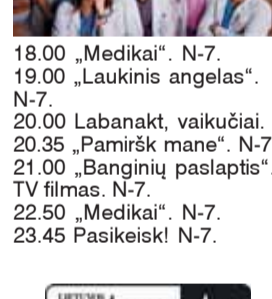 18.00 „Medikai“. N-7.
19.00 „Laukinis angelas“.
N-7.
20.00 Labanakt, vaikučiai.
20.35 „Pamiršk mane“. N-7
21.00 „Banginių paslaptis“.
TV filmas. N-7.
22.50 „Medikai“. N-7.
23.45 Pasikeisk! N-7.